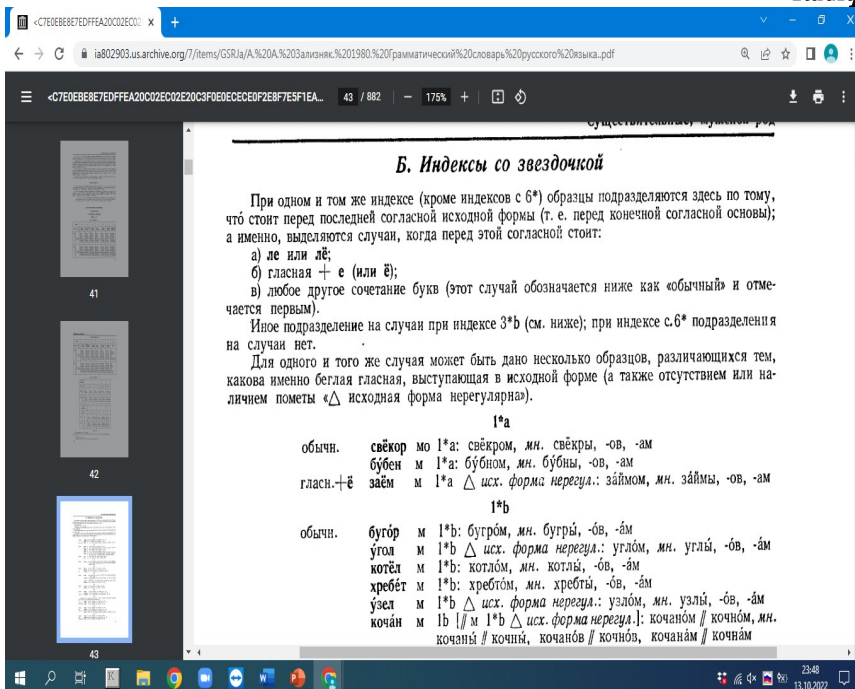 <C7E0EBE8E7EDFFEA20C02EC02
ia802903.us.archive.org/7/items/GSRJa/A.%20A.%20Зализняк.%201980.%20Грамматический%20словарь%20русского%20языка..pdf
<C7E0EBE8E7EDFFEA20C02EC02E20C3F0E0ECECE0F2E8F7E5F1EA... 43 / 882 | − 175% +
Существительные, мужской род
Б. Индексы со звездочкой
При одном и том же индексе (кроме индексов с 6*) образцы подразделяются здесь по тому,
что́ стоит перед последней согласной исходной формы (т. е. перед конечной согласной основы);
а именно, выделяются случаи, когда перед этой согласной стоит:
а) ле или лё;
б) гласная + е (или ё);
в) любое другое сочетание букв (этот случай обозначается ниже как «обычный» и отме-
чается первым).
Иное подразделение на случаи при индексе 3*b (см. ниже); при индексе с 6* подразделения
на случаи нет.
Для одного и того же случая может быть дано несколько образцов, различающихся тем,
какова именно беглая гласная, выступающая в исходной форме (а также отсутствием или на-
личием пометы «△ исходная форма нерегулярна»).
1*a
обычн. свёкор мо 1*a: свёкром, мн. свёкры, -ов, -ам
бу́бен м 1*a: бу́бном, мн. бу́бны, -ов, -ам
гласн.+ё заём м 1*a △ исх. форма нерегул.: за́ймом, мн. за́ймы, -ов, -ам
1*b
обычн. буго́р м 1*b: бугро́м, мн. бугры́, -о́в, -а́м
у́гол м 1*b △ исх. форма нерегул.: угло́м, мн. углы́, -о́в, -а́м
котёл м 1*b: котло́м, мн. котлы́, -о́в, -а́м
хребе́т м 1*b: хребто́м, мн. хребты́, -о́в, -а́м
у́зел м 1*b △ исх. форма нерегул.: узло́м, мн. узлы́, -о́в, -а́м
коча́н м 1b [// м 1*b △ исх. форма нерегул.]: кочано́м // кочно́м, мн.
кочаны́ // кочны́, кочано́в // кочно́в, кочана́м // кочна́м
41
42
43
23:48
13.10.2022